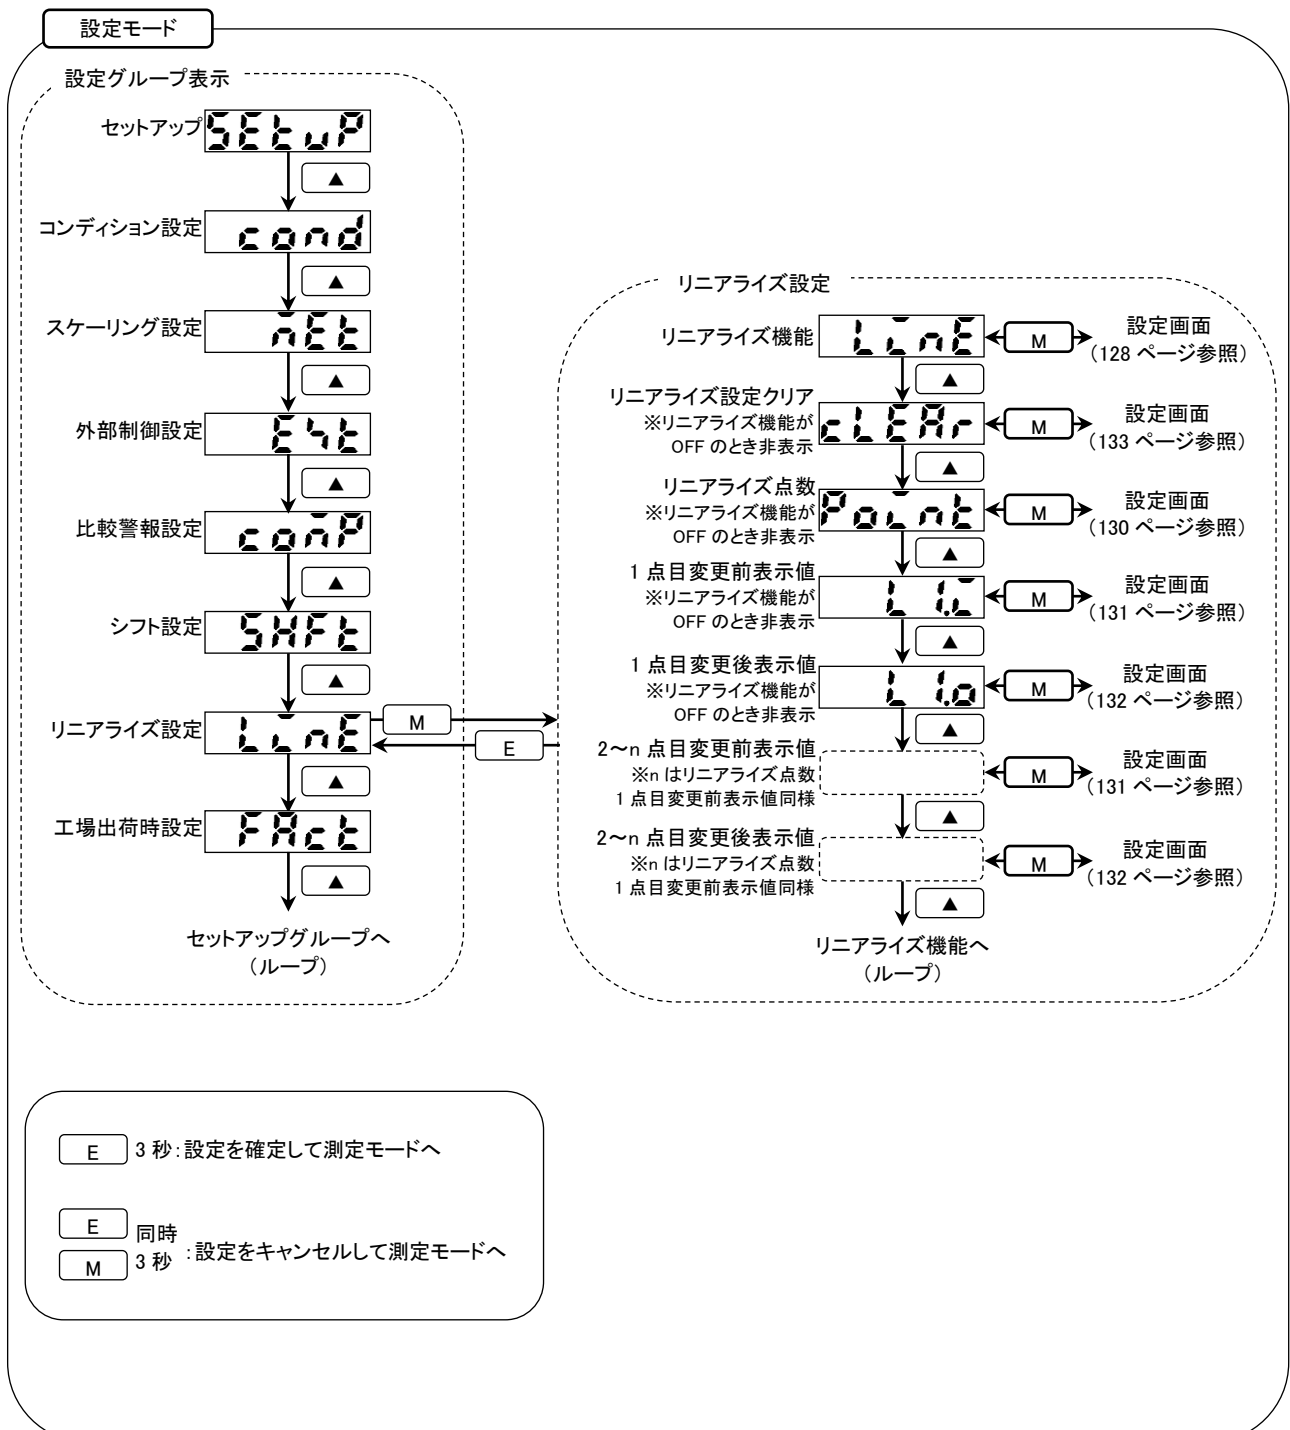 設定モード
設定グループ表示
セットアップ SEtuP
▲
コンディション設定 cond
▲
スケーリング設定 mEt
▲
外部制御設定 E
▲
比較警報設定 comP
▲
シフト設定 SHFt
▲
リニアライズ設定 LinE
M
E
▲
工場出荷時設定 FAct
▲
セットアップグループへ
(ループ)
リニアライズ設定
リニアライズ機能 LinE M 設定画面
(128 ページ参照)
▲
リニアライズ設定クリア
※リニアライズ機能が
OFF のとき非表示
cLEAr M 設定画面
(133 ページ参照)
▲
リニアライズ点数
※リニアライズ機能が
OFF のとき非表示
Point M 設定画面
(130 ページ参照)
▲
1 点目変更前表示値
※リニアライズ機能が
OFF のとき非表示
L 1.i M 設定画面
(131 ページ参照)
▲
1 点目変更後表示値
※リニアライズ機能が
OFF のとき非表示
L 1.o M 設定画面
(132 ページ参照)
▲
2～n 点目変更前表示値
※n はリニアライズ点数
1 点目変更前表示値同様
M 設定画面
(131 ページ参照)
▲
2～n 点目変更後表示値
※n はリニアライズ点数
1 点目変更前表示値同様
M 設定画面
(132 ページ参照)
▲
リニアライズ機能へ
(ループ)
E 3 秒：設定を確定して測定モードへ
E 同時
M 3 秒 ：設定をキャンセルして測定モードへ